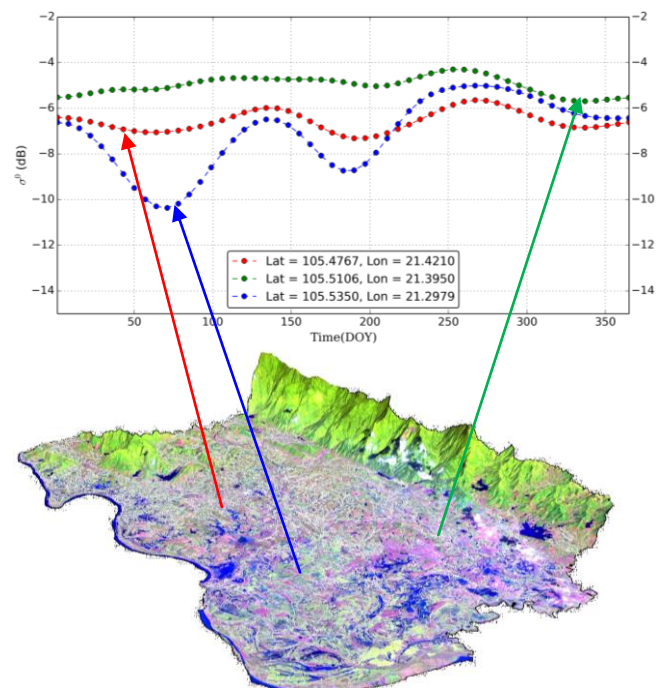 −2
−2
−4
−4
−6
−6
−8
−8
σ⁰ (dB)
−10
−10
−12
−12
−14
−14
Lat = 105.4767, Lon = 21.4210
Lat = 105.5106, Lon = 21.3950
Lat = 105.5350, Lon = 21.2979
50 100 150 200 250 300 350
Time(DOY)